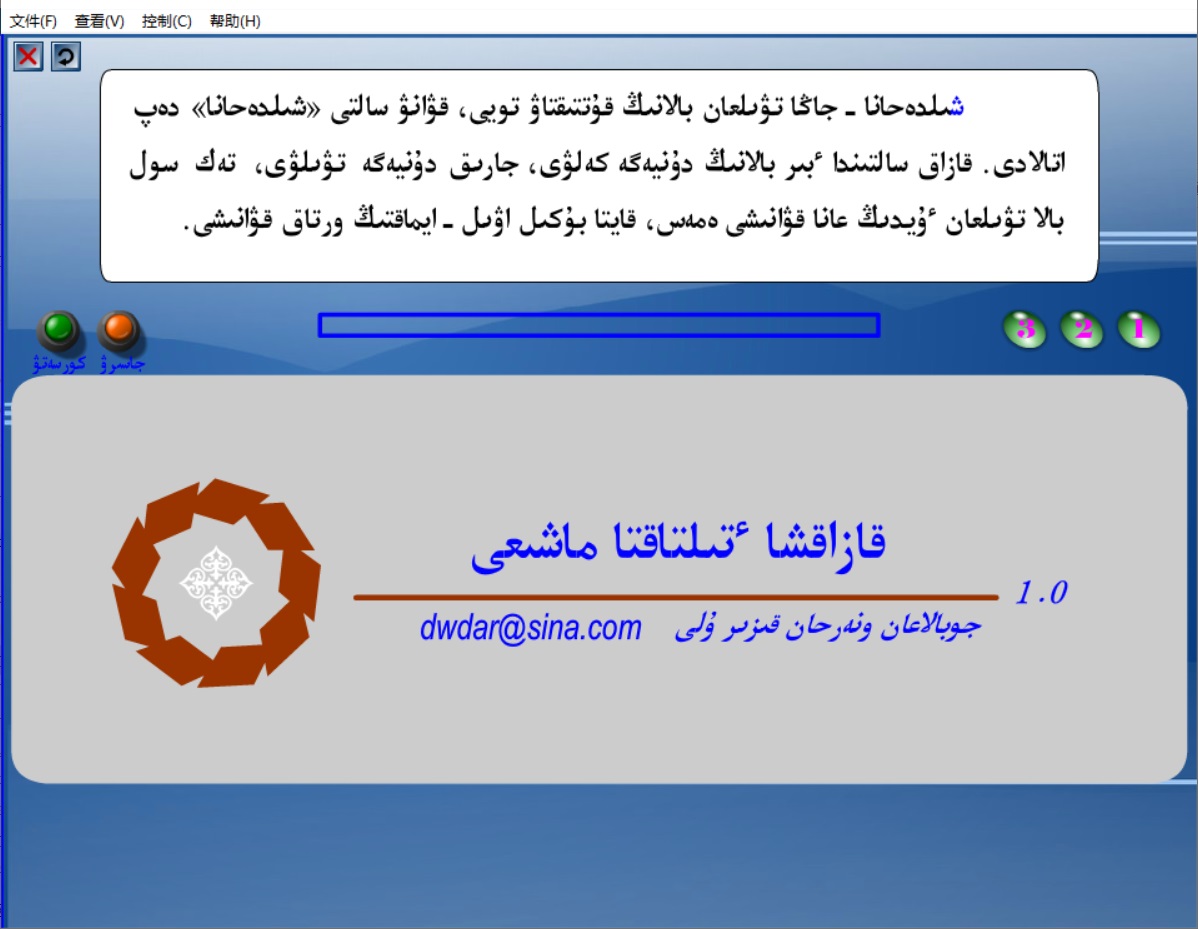 文件(F) 查看(V) 控制(C) 帮助(H)
شىلدەحانا ـ جاڭا تۋىلعان بالانىڭ قۇتتىقتاۋ تويى، قۋانۋ سالتى «شىلدەحانا» دەپ
اتالادى. قازاق سالتىندا ٴبىر بالانىڭ دۇنيەگە كەلۋى، جارىق دۇنيەگە تۋىلۋى، تەك سول
بالا تۋىلعان ٴۇيدىڭ عانا قۋانىشى ەمەس، قايتا بۇكىل اۋىل ـ ايماقتىڭ ورتاق قۋانىشى.
3 2 1
كورسەتۋ جاسىرۋ
قازاقشا ٴتىلتاقتا ماشىعى
1.0
جوبالاعان ونەرحان قىزىر ۇلى dwdar@sina.com